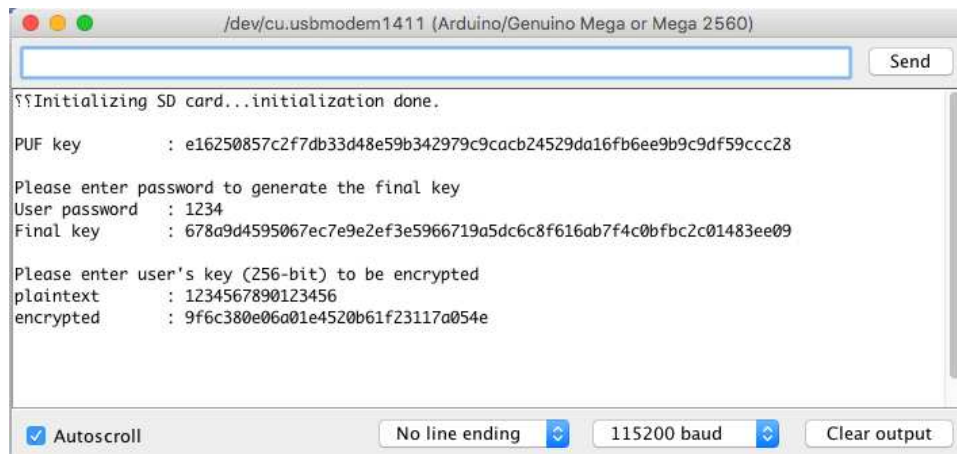 /dev/cu.usbmodem1411 (Arduino/Genuino Mega or Mega 2560)
Send
⸮⸮Initializing SD card...initialization done.
PUF key : e16250857c2f7db33d48e59b342979c9cacb24529da16fb6ee9b9c9df59ccc28
Please enter password to generate the final key
User password : 1234
Final key : 678a9d4595067ec7e9e2ef3e5966719a5dc6c8f616ab7f4c0bfbc2c01483ee09
Please enter user's key (256-bit) to be encrypted
plaintext : 1234567890123456
encrypted : 9f6c380e06a01e4520b61f23117a054e
Autoscroll
No line ending
115200 baud
Clear output